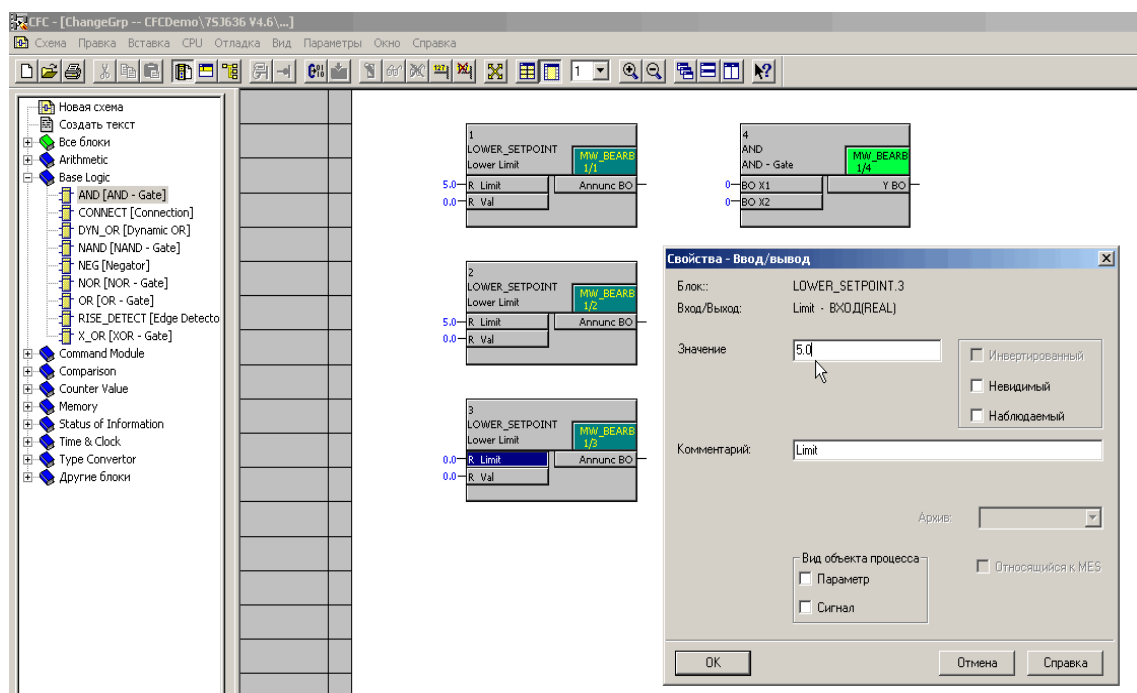 CFC - [ChangeGrp -- CFCDemo\7SJ636 V4.6\...]
Схема Правка Вставка CPU Отладка Вид Параметры Окно Справка
1
Новая схема
Создать текст
Все блоки
Arithmetic
Base Logic
AND [AND - Gate]
CONNECT [Connection]
DYN_OR [Dynamic OR]
NAND [NAND - Gate]
NEG [Negator]
NOR [NOR - Gate]
OR [OR - Gate]
RISE_DETECT [Edge Detecto
X_OR [XOR - Gate]
Command Module
Comparison
Counter Value
Memory
Status of Information
Time & Clock
Type Convertor
Другие блоки
1
LOWER_SETPOINT
Lower Limit
MW_BEARB
1/1
5.0 R Limit Annunc BO
0.0 R Val
4
AND
AND - Gate
MW_BEARB
1/4
0 BO X1 Y BO
0 BO X2
2
LOWER_SETPOINT
Lower Limit
MW_BEARB
1/2
5.0 R Limit Annunc BO
0.0 R Val
3
LOWER_SETPOINT
Lower Limit
MW_BEARB
1/3
0.0 R Limit Annunc BO
0.0 R Val
Свойства - Ввод/вывод
Блок:: LOWER_SETPOINT.3
Вход/Выход: Limit - ВХОД(REAL)
Значение 5.0
Инвертированный
Невидимый
Наблюдаемый
Комментарий: Limit
Архив:
Вид объекта процесса
Параметр
Сигнал
Относящийся к MES
OK Отмена Справка